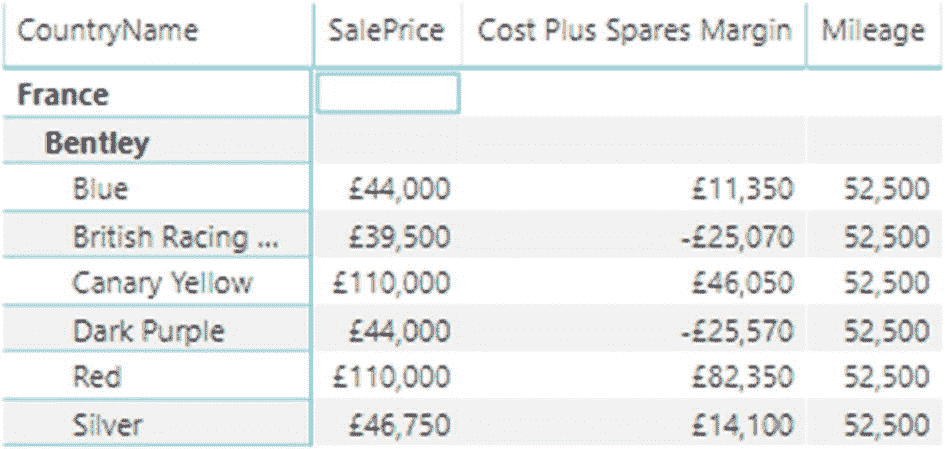 CountryName SalePrice Cost Plus Spares Margin Mileage
France
Bentley
Blue £44,000 £11,350 52,500
British Racing ... £39,500 -£25,070 52,500
Canary Yellow £110,000 £46,050 52,500
Dark Purple £44,000 -£25,570 52,500
Red £110,000 £82,350 52,500
Silver £46,750 £14,100 52,500